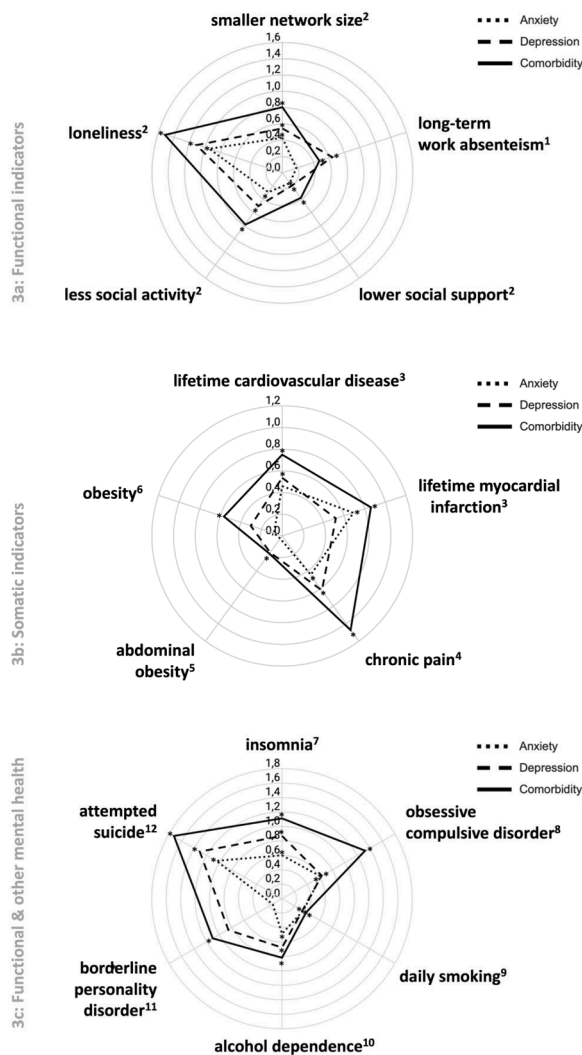 smaller network size²
Anxiety
Depression
Comorbidity
1,6
1,4
1,2
1,0
0,8
0,6
0,4
0,2
0,0
loneliness²
long-term
work absenteism¹
less social activity²
lower social support²
3a: Functional indicators
lifetime cardiovascular disease³
Anxiety
Depression
Comorbidity
1,2
1,0
0,8
0,6
0,4
0,2
0,0
obesity⁶
lifetime myocardial
infarction³
abdominal
obesity⁵
chronic pain⁴
3b: Somatic indicators
insomnia⁷
Anxiety
Depression
Comorbidity
1,8
1,6
1,4
1,2
1,0
0,8
0,6
0,4
0,2
0,0
attempted
suicide¹²
obsessive
compulsive disorder⁸
borderline
personality
disorder¹¹
daily smoking⁹
alcohol dependence¹⁰
3c: Functional & other mental health